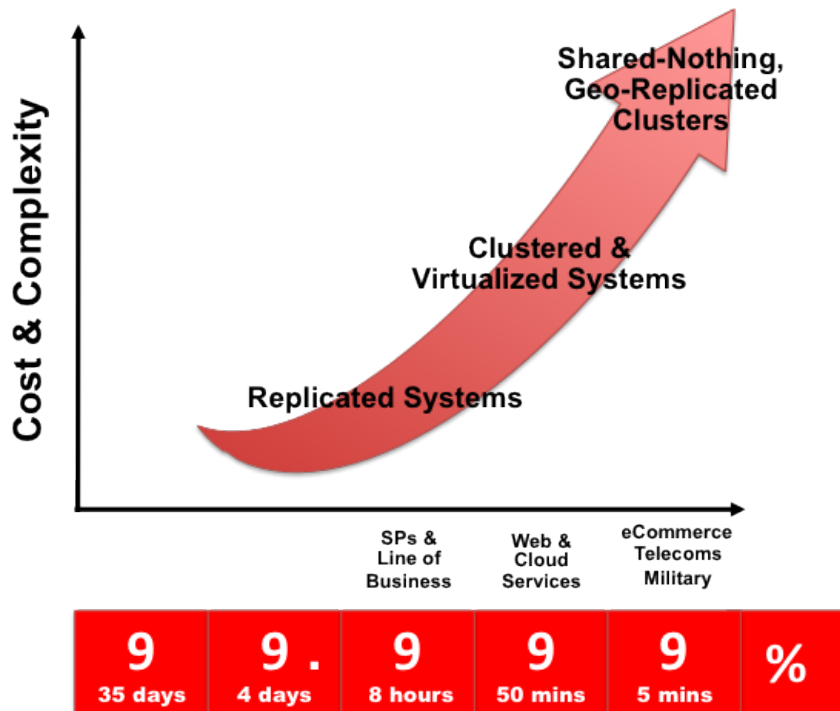 Cost & Complexity
Shared-Nothing,
Geo-Replicated
Clusters
Clustered &
Virtualized Systems
Replicated Systems
SPs &
Line of
Business
Web &
Cloud
Services
eCommerce
Telecoms
Military
9 9. 9 9 9 %
35 days 4 days 8 hours 50 mins 5 mins